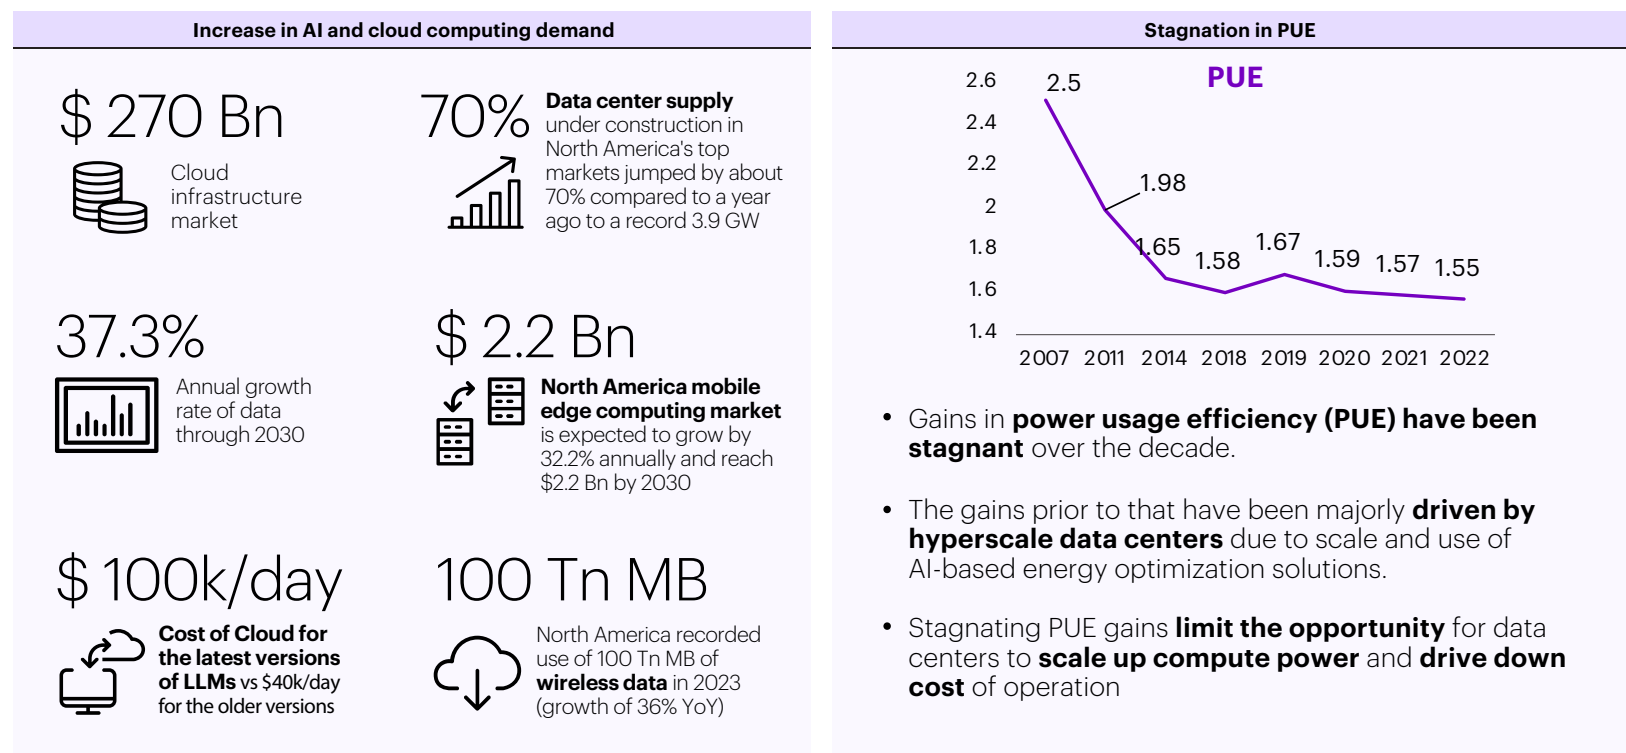 Increase in AI and cloud computing demand
$ 270 Bn
Cloud
infrastructure
market
70%
Data center supply
under construction in
North America's top
markets jumped by about
70% compared to a year
ago to a record 3.9 GW
37.3%
Annual growth
rate of data
through 2030
$ 2.2 Bn
North America mobile
edge computing market
is expected to grow by
32.2% annually and reach
$2.2 Bn by 2030
$ 100k/day
Cost of Cloud for
the latest versions
of LLMs vs $40k/day
for the older versions
100 Tn MB
North America recorded
use of 100 Tn MB of
wireless data in 2023
(growth of 36% YoY)
Stagnation in PUE
PUE
2.6
2.4
2.2
2
1.8
1.6
1.4
2.5
1.98
1.65
1.58
1.67
1.59
1.57
1.55
2007 2011 2014 2018 2019 2020 2021 2022
• Gains in power usage efficiency (PUE) have been
stagnant over the decade.
• The gains prior to that have been majorly driven by
hyperscale data centers due to scale and use of
AI-based energy optimization solutions.
• Stagnating PUE gains limit the opportunity for data
centers to scale up compute power and drive down
cost of operation